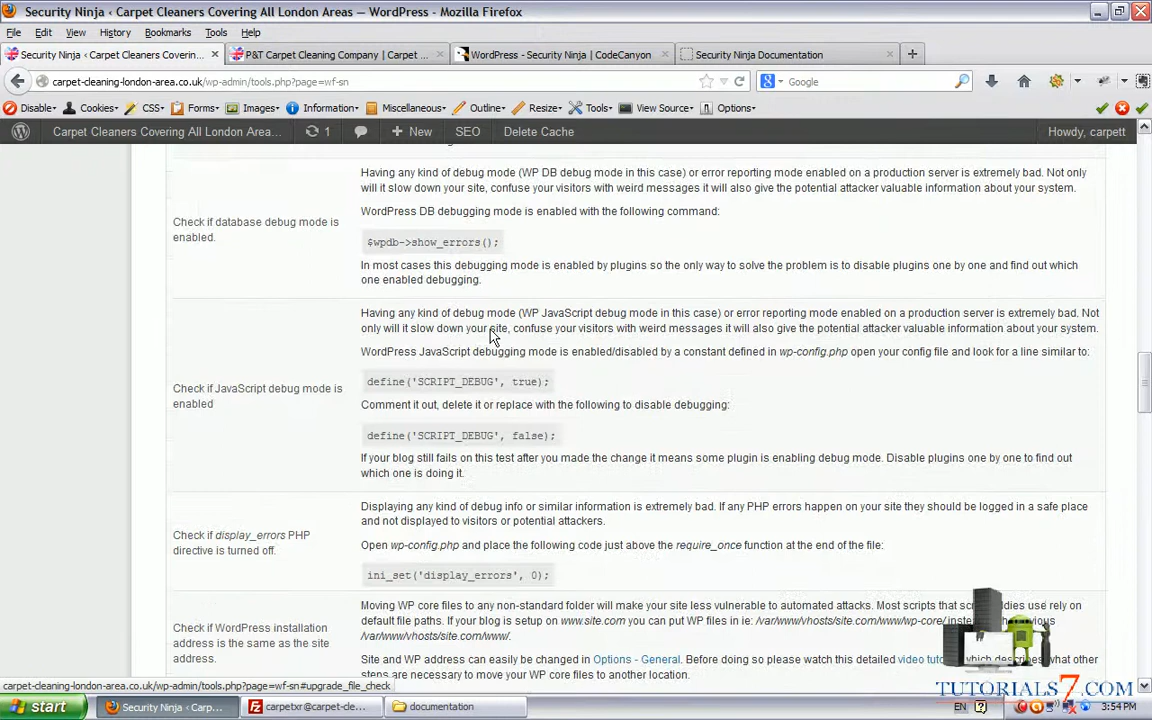 Security Ninja ‹ Carpet Cleaners Covering All London Areas — WordPress - Mozilla Firefox
File Edit View History Bookmarks Tools Help
Security Ninja ‹ Carpet Cleaners Coverin... × P&T Carpet Cleaning Company | Carpet ... × WordPress - Security Ninja | CodeCanyon × Security Ninja Documentation × +
carpet-cleaning-london-area.co.uk/wp-admin/tools.php?page=wf-sn Google
Disable Cookies CSS Forms Images Information Miscellaneous Outline Resize Tools View Source Options
Carpet Cleaners Covering All London Area... 1 + New SEO Delete Cache Howdy, carpett
Having any kind of debug mode (WP DB debug mode in this case) or error reporting mode enabled on a production server is extremely bad. Not only
will it slow down your site, confuse your visitors with weird messages it will also give the potential attacker valuable information about your system.
WordPress DB debugging mode is enabled with the following command:
Check if database debug mode is
enabled.
$wpdb->show_errors();
In most cases this debugging mode is enabled by plugins so the only way to solve the problem is to disable plugins one by one and find out which
one enabled debugging.
Having any kind of debug mode (WP JavaScript debug mode in this case) or error reporting mode enabled on a production server is extremely bad. Not
only will it slow down your site, confuse your visitors with weird messages it will also give the potential attacker valuable information about your system.
WordPress JavaScript debugging mode is enabled/disabled by a constant defined in wp-config.php open your config file and look for a line similar to:
define('SCRIPT_DEBUG', true);
Check if JavaScript debug mode is
enabled
Comment it out, delete it or replace with the following to disable debugging:
define('SCRIPT_DEBUG', false);
If your blog still fails on this test after you made the change it means some plugin is enabling debug mode. Disable plugins one by one to find out
which one is doing it.
Displaying any kind of debug info or similar information is extremely bad. If any PHP errors happen on your site they should be logged in a safe place
and not displayed to visitors or potential attackers.
Check if display_errors PHP
directive is turned off.
Open wp-config.php and place the following code just above the require_once function at the end of the file:
ini_set('display_errors', 0);
Moving WP core files to any non-standard folder will make your site less vulnerable to automated attacks. Most scripts that scr ddies use rely on
default file paths. If your blog is setup on www.site.com you can put WP files in ie: /var/www/vhosts/site.com/www/wp-core/ inste
/var/www/vhosts/site.com/www/.
Check if WordPress installation
address is the same as the site
address.
Site and WP address can easily be changed in Options - General. Before doing so please watch this detailed video tu which describes what other
steps are necessary to move your WP core files to another location.
carpet-cleaning-london-area.co.uk/wp-admin/tools.php?page=wf-sn#upgrade_file_check
TUTORIALS7.COM
start Security Ninja ‹ Carp... carpetxr@carpet-cle... documentation EN 3:54 PM